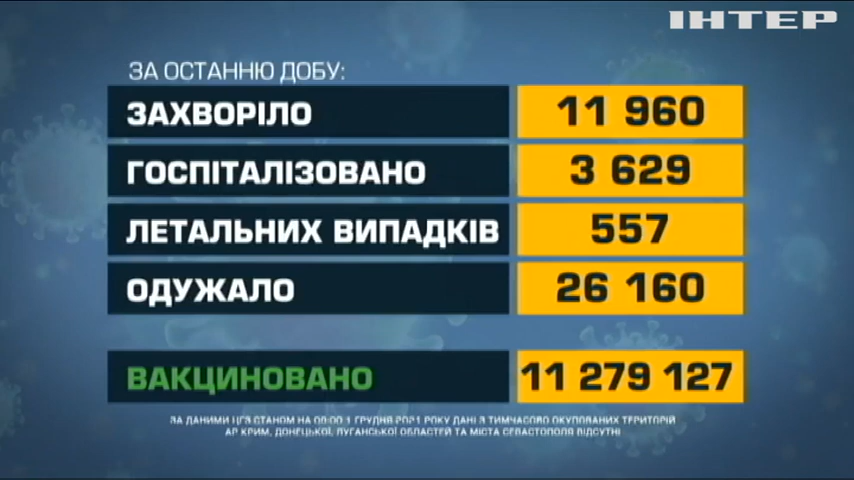 ІНТЕР
ЗА ОСТАННЮ ДОБУ:
ЗАХВОРІЛО 11 960
ГОСПІТАЛІЗОВАНО 3 629
ЛЕТАЛЬНИХ ВИПАДКІВ 557
ОДУЖАЛО 26 160
ВАКЦИНОВАНО 11 279 127
ЗА ДАНИМИ ЦГЗ СТАНОМ НА 09:00 1 ГРУДНЯ 2021 РОКУ ДАНІ З ТИМЧАСОВО ОКУПОВАНИХ ТЕРИТОРІЙ
АР КРИМ, ДОНЕЦЬКОЇ, ЛУГАНСЬКОЇ ОБЛАСТЕЙ ТА МІСТА СЕВАСТОПОЛЯ ВІДСУТНІ